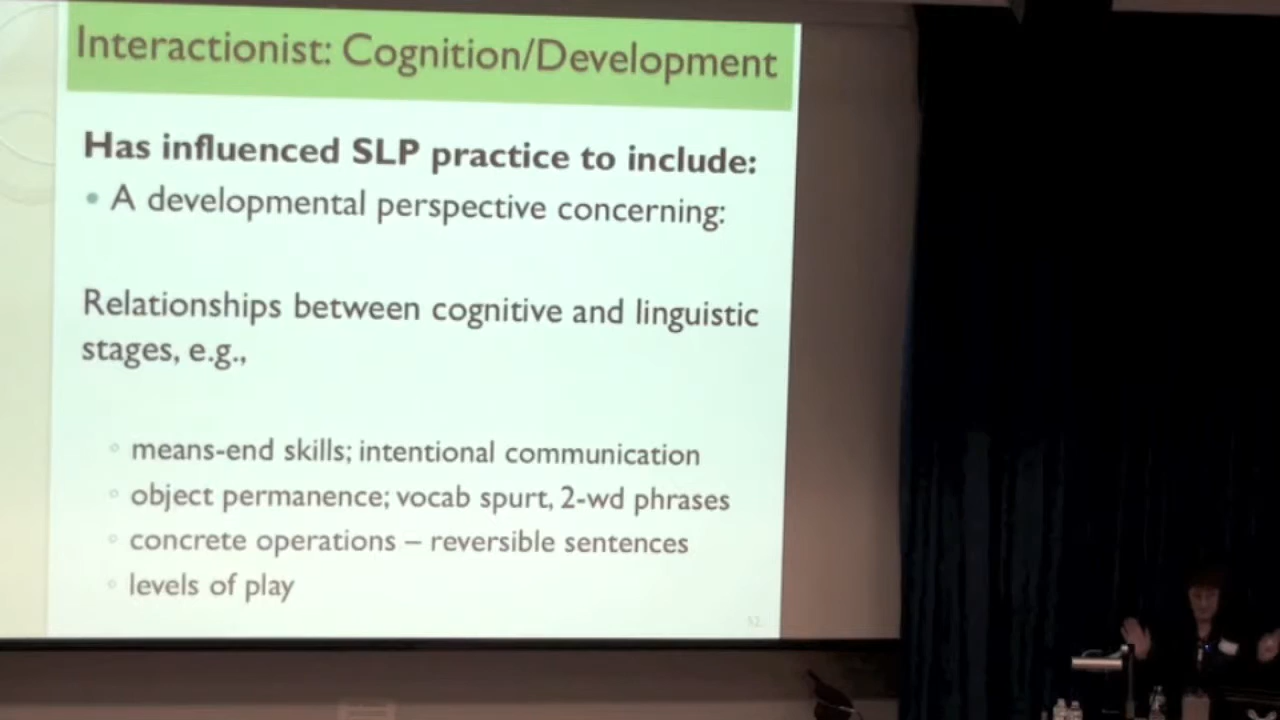 Interactionist: Cognition/Development
Has influenced SLP practice to include:
• A developmental perspective concerning:
Relationships between cognitive and linguistic
stages, e.g.,
◦ means-end skills; intentional communication
◦ object permanence; vocab spurt, 2-wd phrases
◦ concrete operations – reversible sentences
◦ levels of play
52